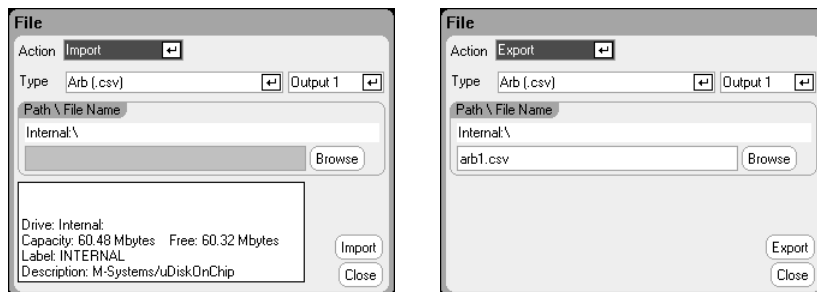 File
Action Import
Type Arb (.csv) Output 1
Path \ File Name
Internal:\
Browse
Drive: Internal:
Capacity: 60.48 Mbytes Free: 60.32 Mbytes
Label: INTERNAL
Description: M-Systems/uDiskOnChip
Import
Close
File
Action Export
Type Arb (.csv) Output 1
Path \ File Name
Internal:\
arb1.csv Browse
Export
Close